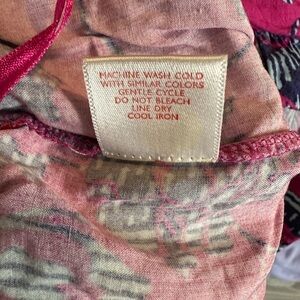 MACHINE WASH COLD
WITH SIMILAR COLORS
GENTLE CYCLE
DO NOT BLEACH
LINE DRY
COOL IRON